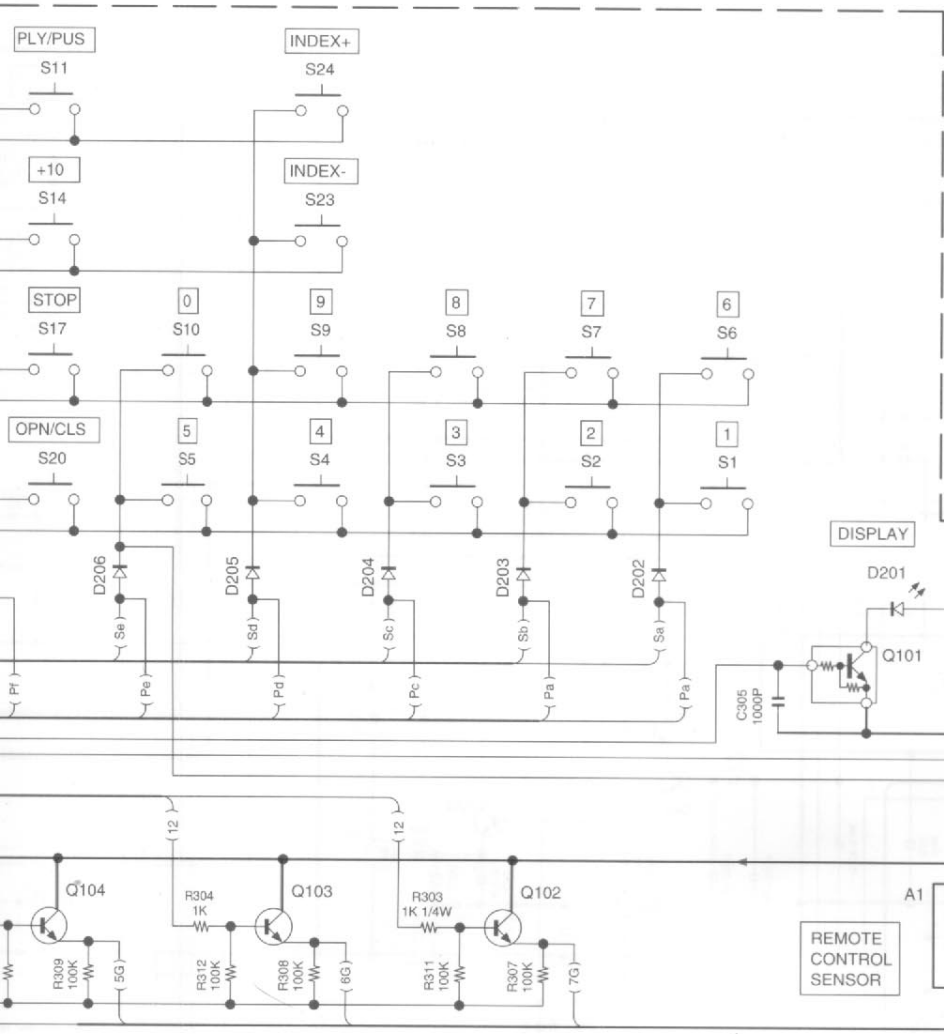 PLY/PUS
INDEX+
S11
S24
+10
INDEX-
S14
S23
STOP
0
9
8
7
6
S17
S10
S9
S8
S7
S6
OPN/CLS
5
4
3
2
1
S20
S5
S4
S3
S2
S1
DISPLAY
D206
D205
D204
D203
D202
D201
Se
Sd
Sc
Sb
Sa
Q101
Pf
Pe
Pd
Pc
Pa
Pa
C305
1000P
12
12
Q104
R304
1K
Q103
R303
1K 1/4W
Q102
A1
R309
100K
5G
R312
100K
R308
100K
6G
R311
100K
R307
100K
7G
REMOTE
CONTROL
SENSOR